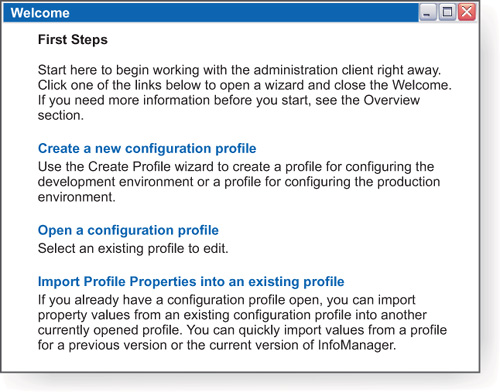 Welcome
First Steps
Start here to begin working with the administration client right away.
Click one of the links below to open a wizard and close the Welcome.
If you need more information before you start, see the Overview
section.
Create a new configuration profile
Use the Create Profile wizard to create a profile for configuring the
development environment or a profile for configuring the production
environment.
Open a configuration profile
Select an existing profile to edit.
Import Profile Properties into an existing profile
If you already have a configuration profile open, you can import
property values from an existing configuration profile into another
currently opened profile. You can quickly import values from a profile
for a previous version or the current version of InfoManager.